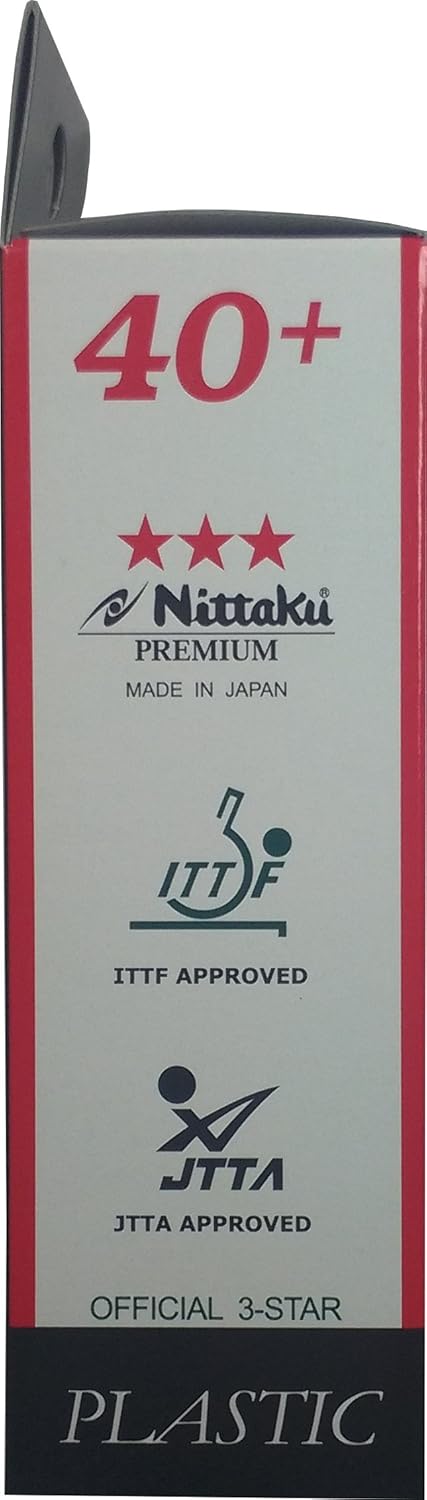 40+
★★★
Nittaku®
PREMIUM
MADE IN JAPAN
ITTF
ITTF APPROVED
JTTA
JTTA APPROVED
OFFICIAL 3-STAR
PLASTIC